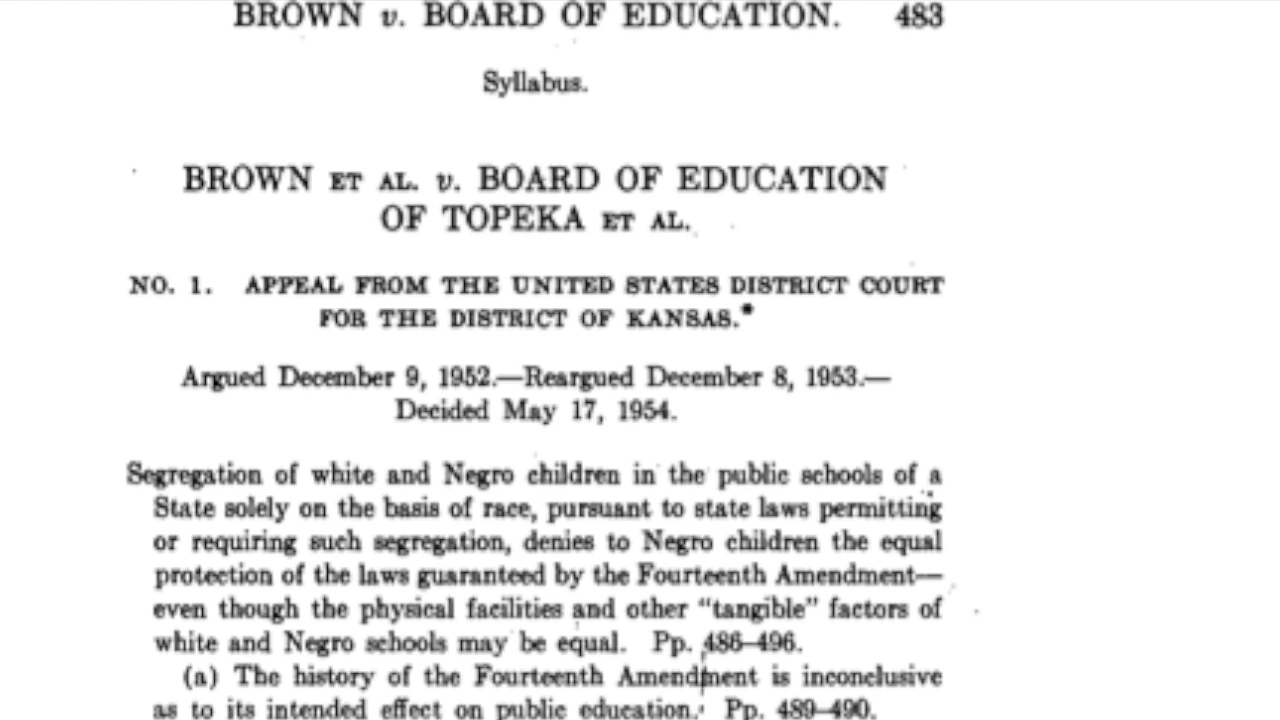 BROWN v. BOARD OF EDUCATION. 483
Syllabus.
BROWN ET AL. v. BOARD OF EDUCATION
OF TOPEKA ET AL.
NO. 1. APPEAL FROM THE UNITED STATES DISTRICT COURT
FOR THE DISTRICT OF KANSAS.*
Argued December 9, 1952.—Reargued December 8, 1953.—
Decided May 17, 1954.
Segregation of white and Negro children in the public schools of a
State solely on the basis of race, pursuant to state laws permitting
or requiring such segregation, denies to Negro children the equal
protection of the laws guaranteed by the Fourteenth Amendment—
even though the physical facilities and other “tangible” factors of
white and Negro schools may be equal. Pp. 486–496.
(a) The history of the Fourteenth Amendment is inconclusive
as to its intended effect on public education. Pp. 489–490.